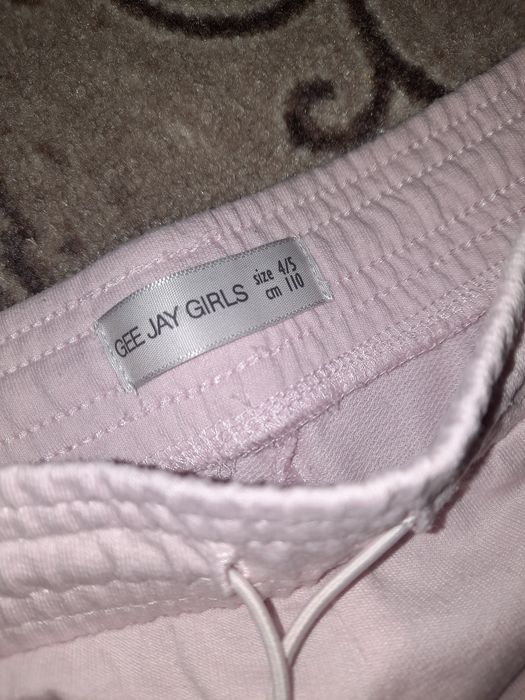 GEE JAY GIRLS
size 4/5
cm 110